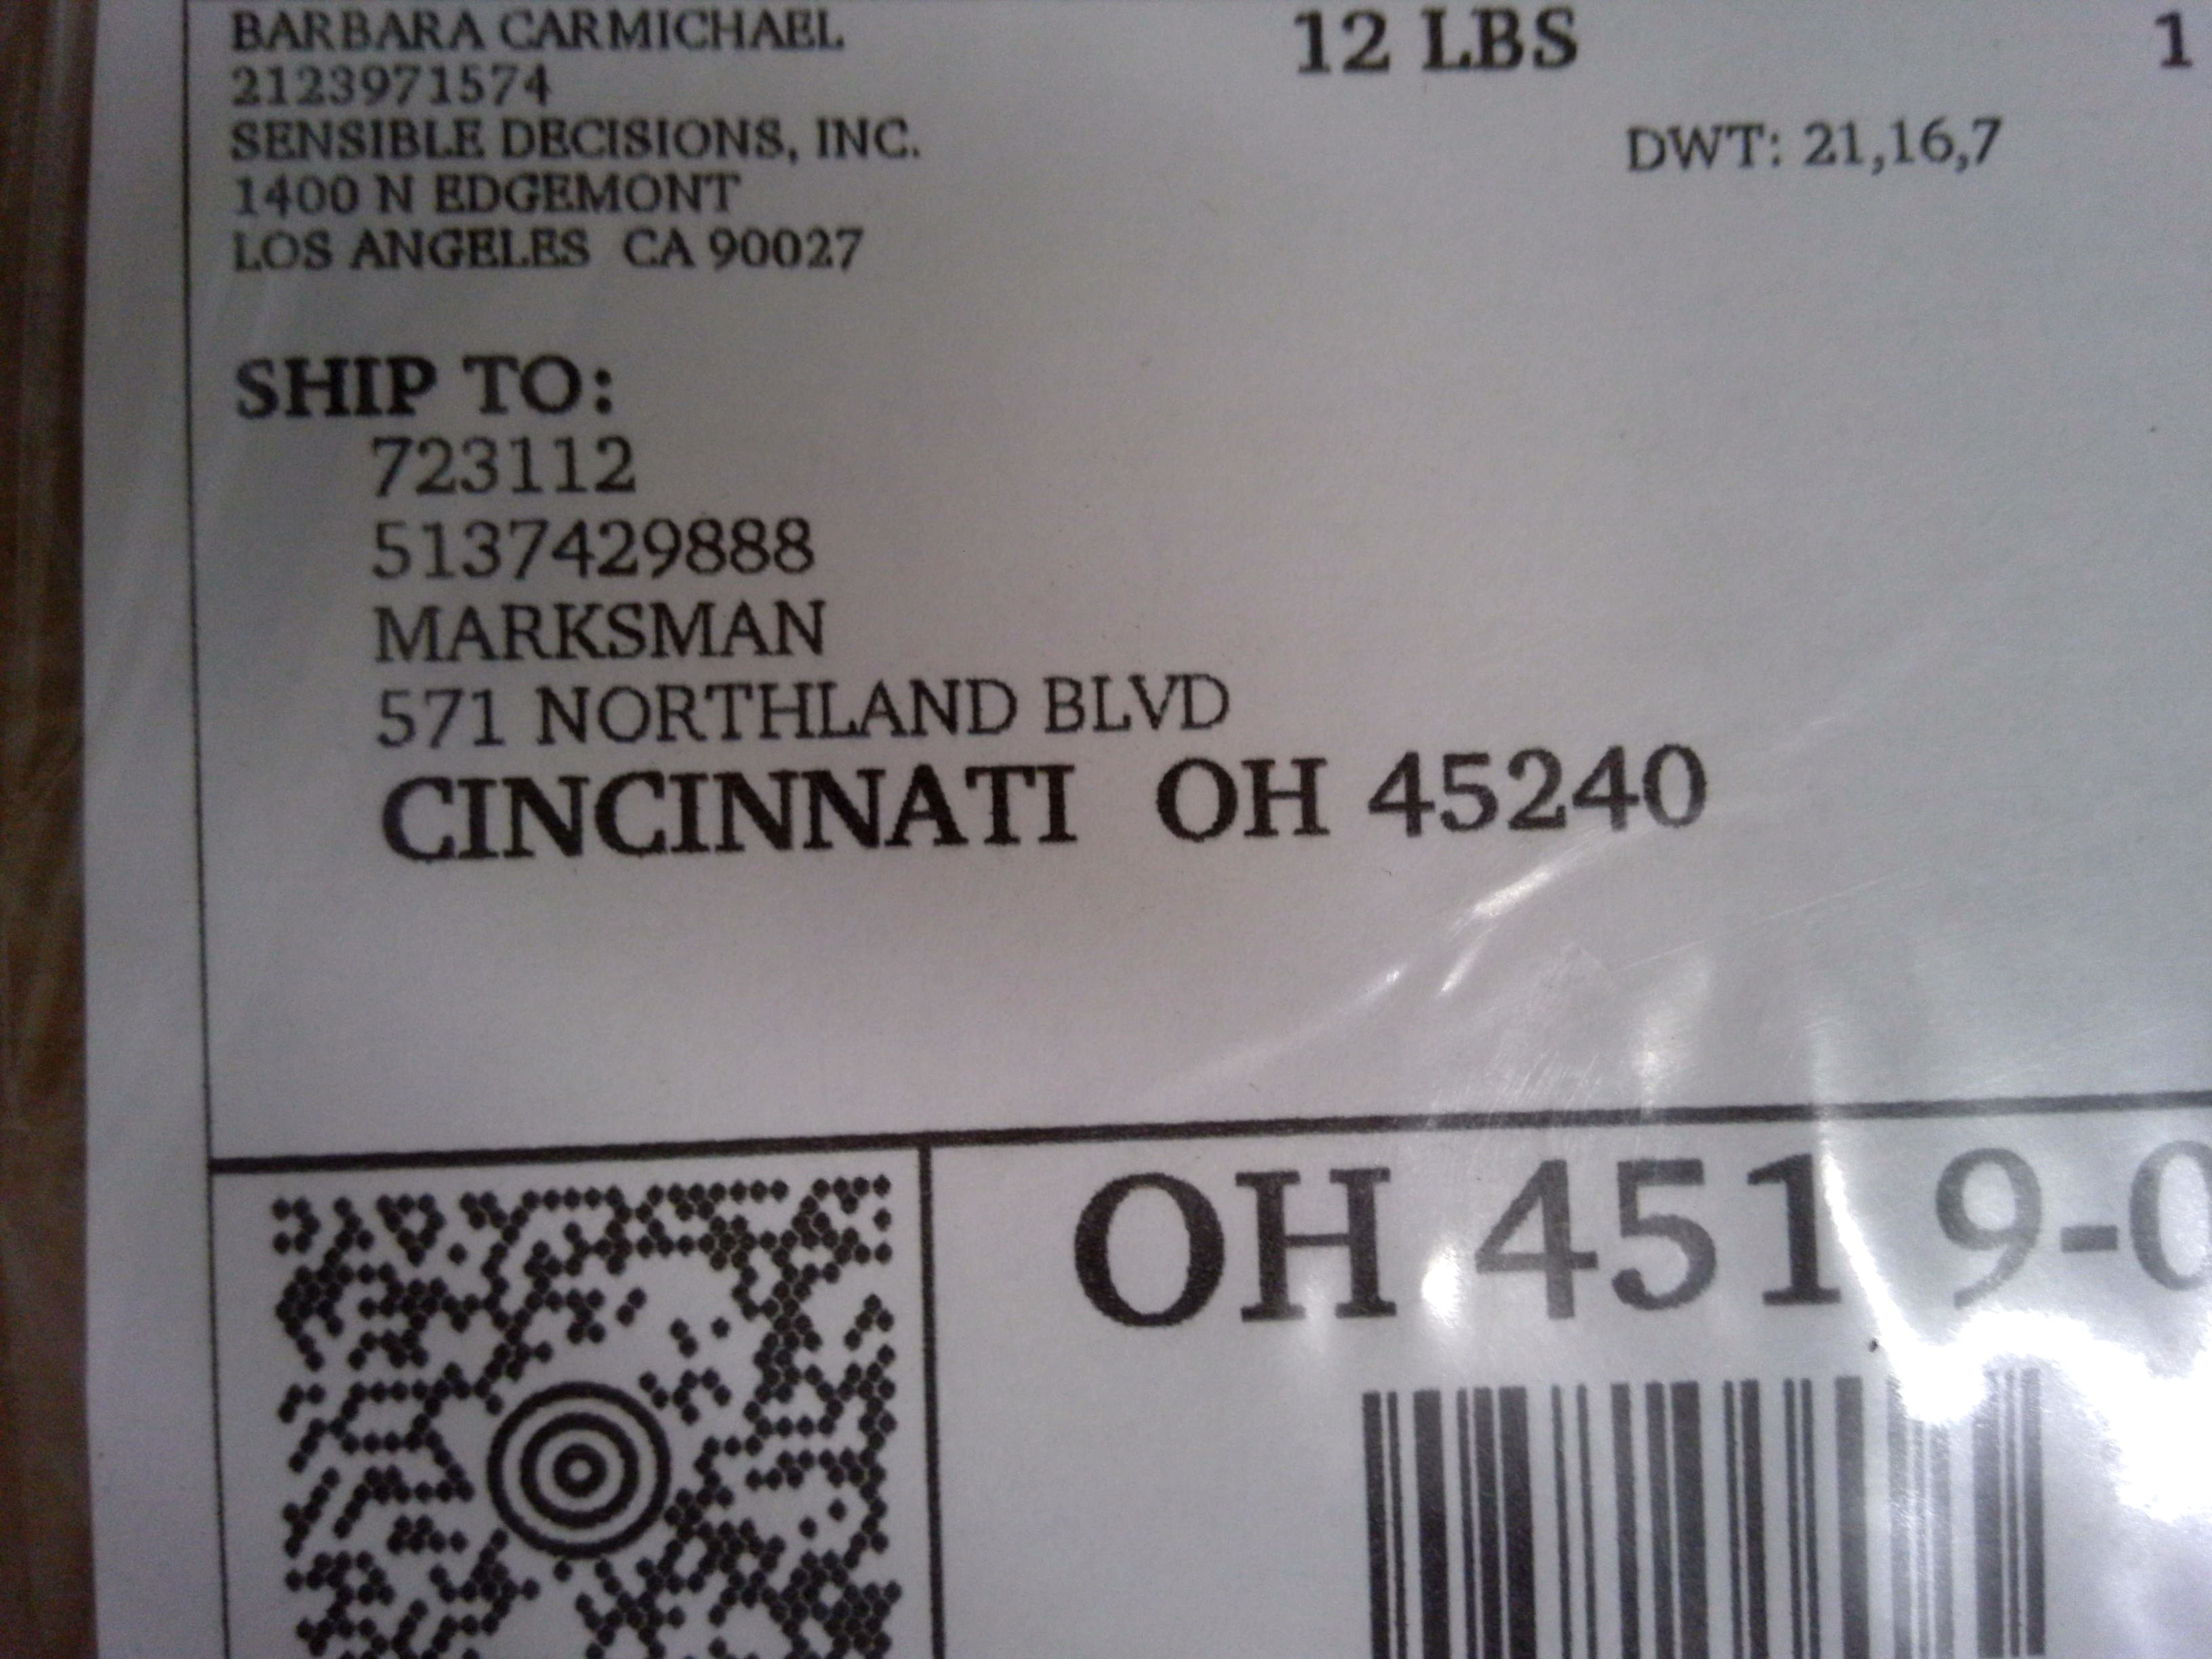 BARBARA CARMICHAEL
2123971574
SENSIBLE DECISIONS, INC.
1400 N EDGEMONT
LOS ANGELES CA 90027
12 LBS
1
DWT: 21,16,7
SHIP TO:
723112
5137429888
MARKSMAN
571 NORTHLAND BLVD
CINCINNATI OH 45240
OH 451 9-0